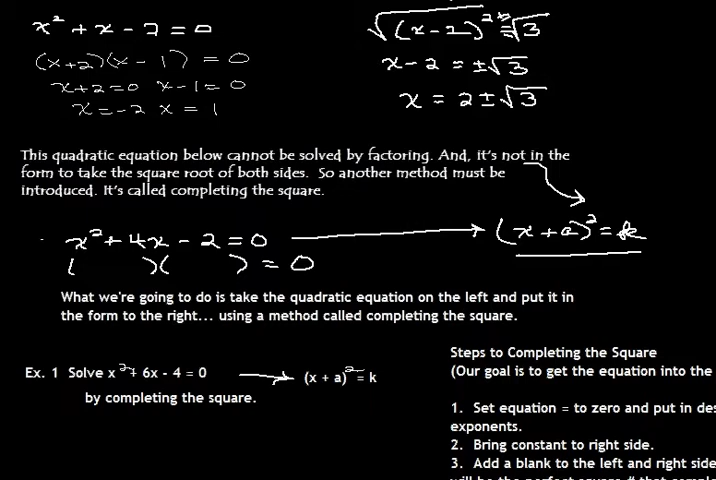 x² + x - 2 = 0
(x+2)(x - 1) = 0
x+2=0 x-1=0
x=-2 x = 1
√(x-2)² = ±√3
x-2 = ±√3
x = 2±√3
This quadratic equation below cannot be solved by factoring. And, it's not in the
form to take the square root of both sides. So another method must be
introduced. It's called completing the square.
x² + 4x - 2 = 0 → (x + a)² = k
( )( ) = 0
What we're going to do is take the quadratic equation on the left and put it in
the form to the right... using a method called completing the square.
Ex. 1 Solve x² + 6x - 4 = 0 → (x + a)² = k
by completing the square.
Steps to Completing the Square
(Our goal is to get the equation into the
1. Set equation = to zero and put in des
exponents.
2. Bring constant to right side.
3. Add a blank to the left and right side
will be the perfect square # that comple